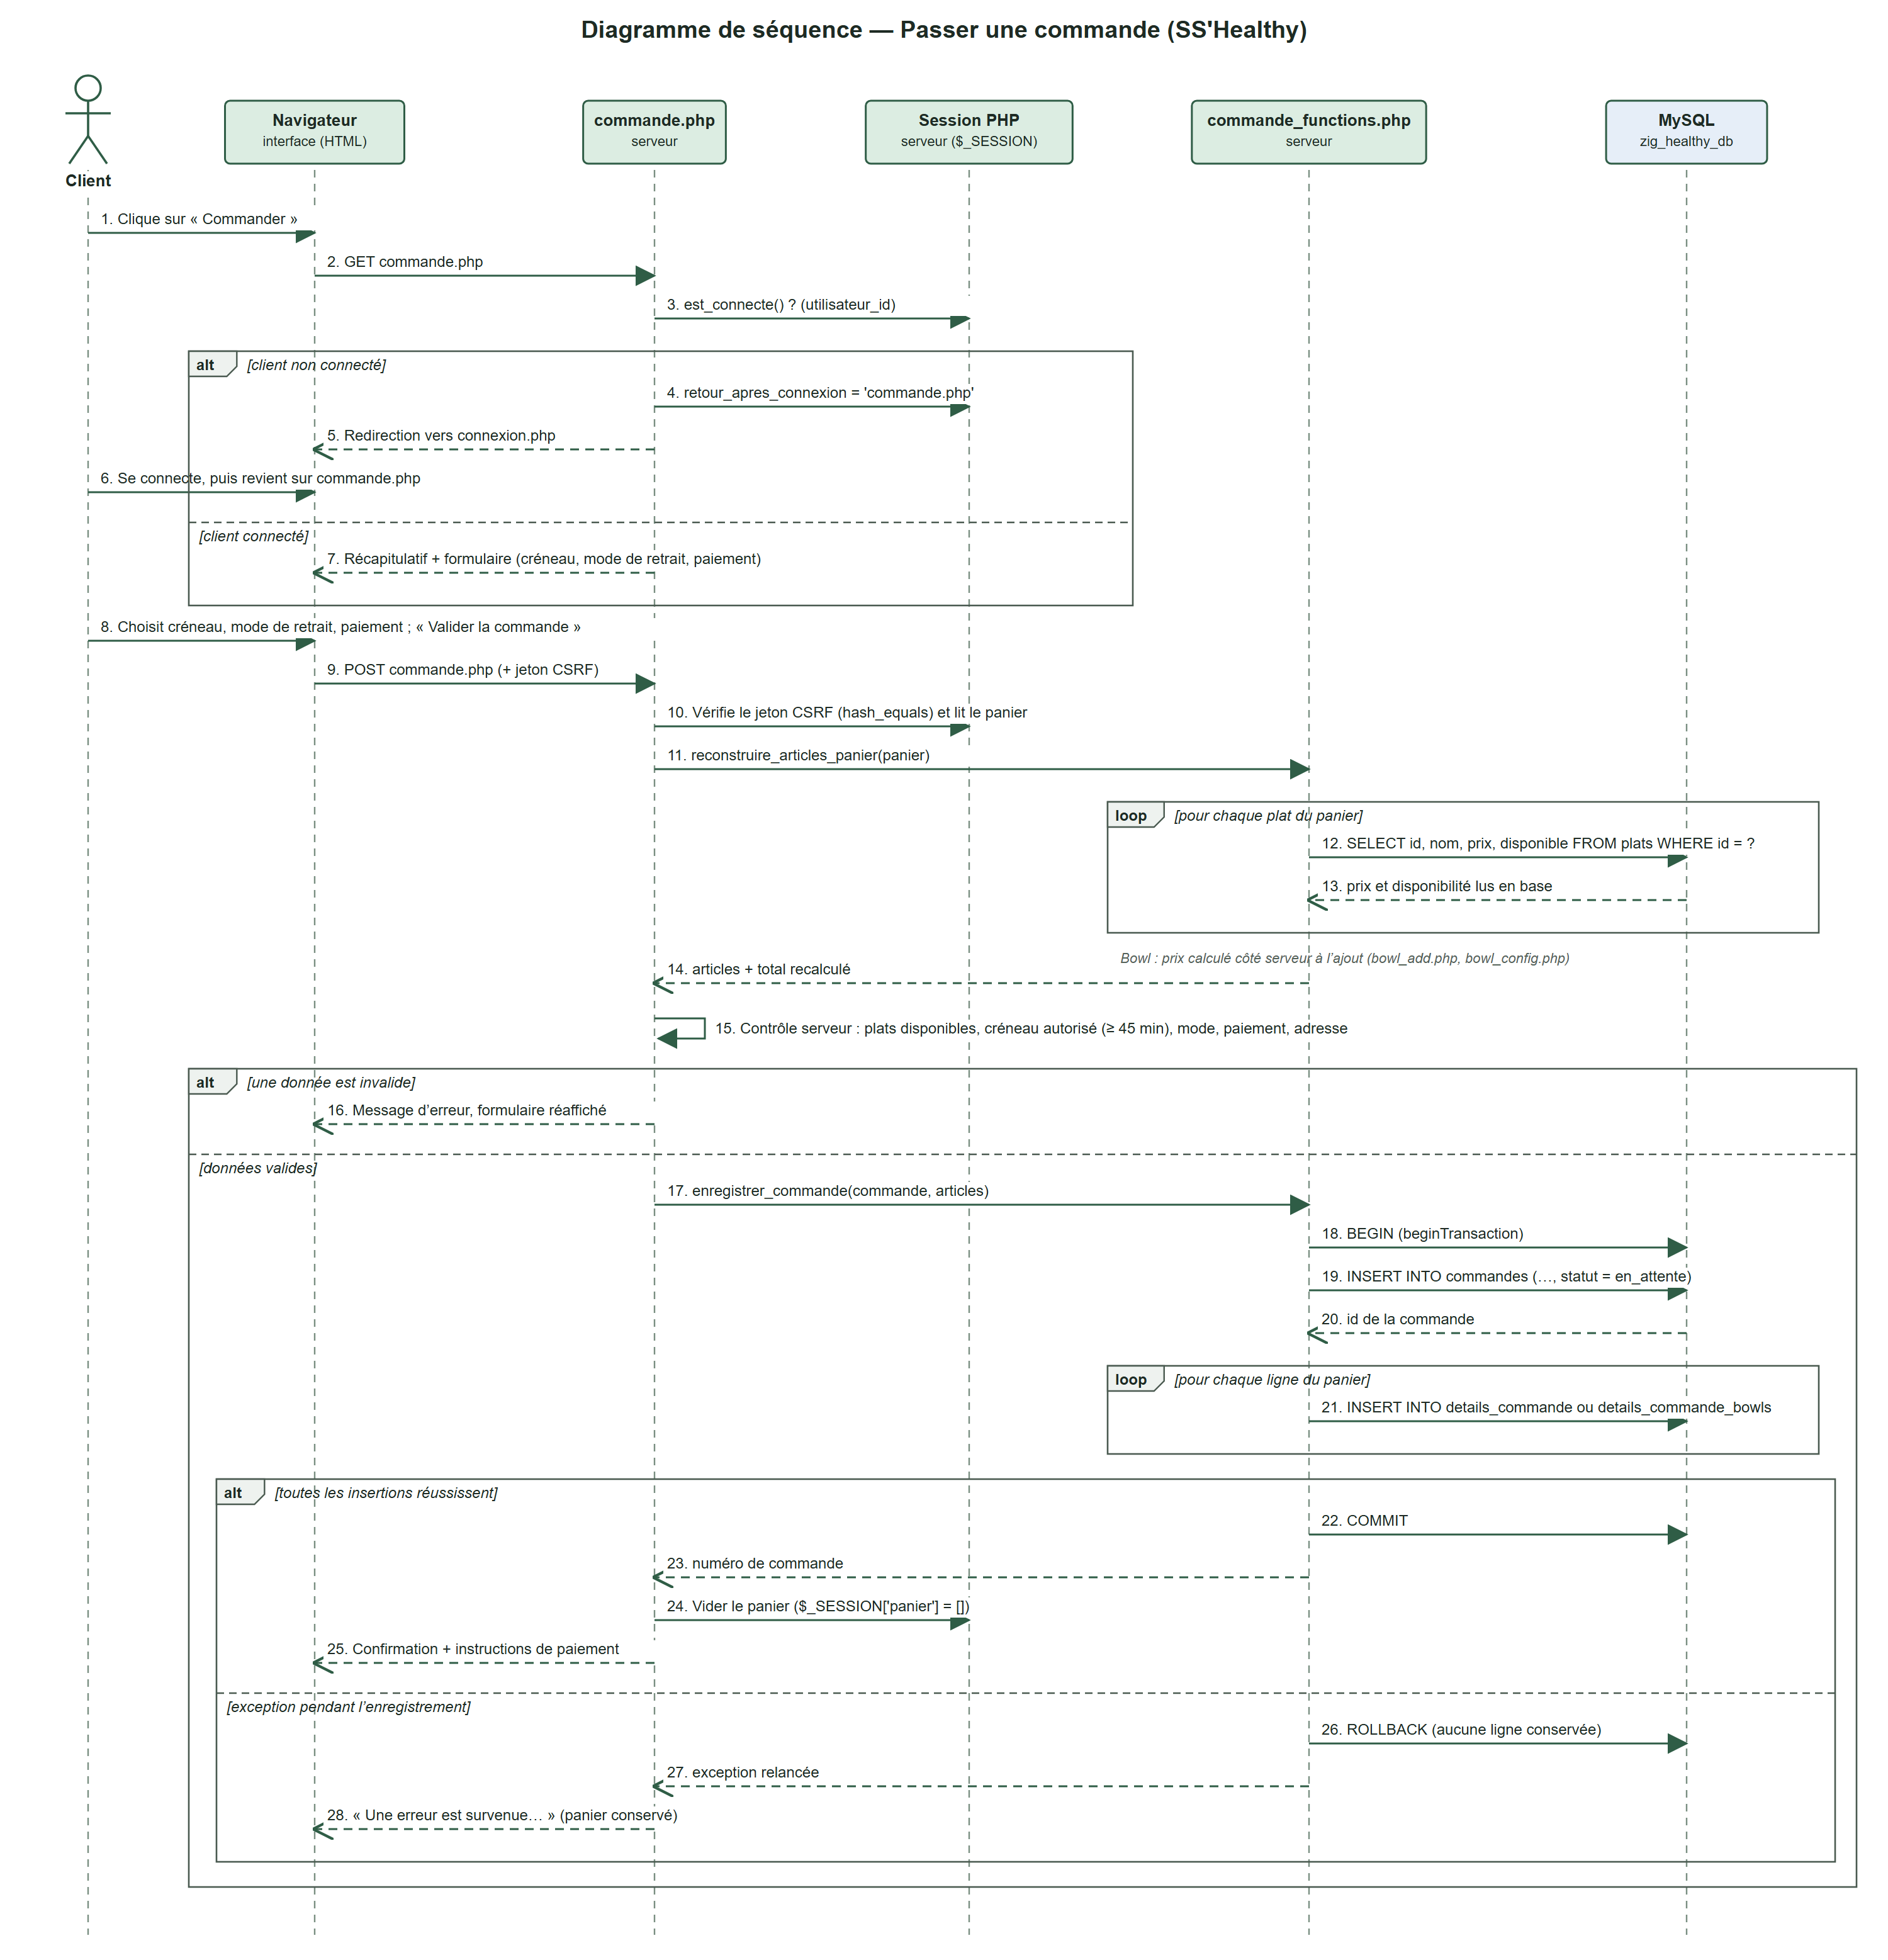 Diagramme de séquence — Passer une commande (SS'Healthy)
Client
Navigateur
interface (HTML)
commande.php
serveur
Session PHP
serveur ($_SESSION)
commande_functions.php
serveur
MySQL
zig_healthy_db
1. Clique sur « Commander »
2. GET commande.php
3. est_connecte() ? (utilisateur_id)
alt [client non connecté]
4. retour_apres_connexion = 'commande.php'
5. Redirection vers connexion.php
6. Se connecte, puis revient sur commande.php
[client connecté]
7. Récapitulatif + formulaire (créneau, mode de retrait, paiement)
8. Choisit créneau, mode de retrait, paiement ; « Valider la commande »
9. POST commande.php (+ jeton CSRF)
10. Vérifie le jeton CSRF (hash_equals) et lit le panier
11. reconstruire_articles_panier(panier)
loop [pour chaque plat du panier]
12. SELECT id, nom, prix, disponible FROM plats WHERE id = ?
13. prix et disponibilité lus en base
Bowl : prix calculé côté serveur à l’ajout (bowl_add.php, bowl_config.php)
14. articles + total recalculé
15. Contrôle serveur : plats disponibles, créneau autorisé (≥ 45 min), mode, paiement, adresse
alt [une donnée est invalide]
16. Message d’erreur, formulaire réaffiché
[données valides]
17. enregistrer_commande(commande, articles)
18. BEGIN (beginTransaction)
19. INSERT INTO commandes (…, statut = en_attente)
20. id de la commande
loop [pour chaque ligne du panier]
21. INSERT INTO details_commande ou details_commande_bowls
alt [toutes les insertions réussissent]
22. COMMIT
23. numéro de commande
24. Vider le panier ($_SESSION['panier'] = [])
25. Confirmation + instructions de paiement
[exception pendant l’enregistrement]
26. ROLLBACK (aucune ligne conservée)
27. exception relancée
28. « Une erreur est survenue… » (panier conservé)